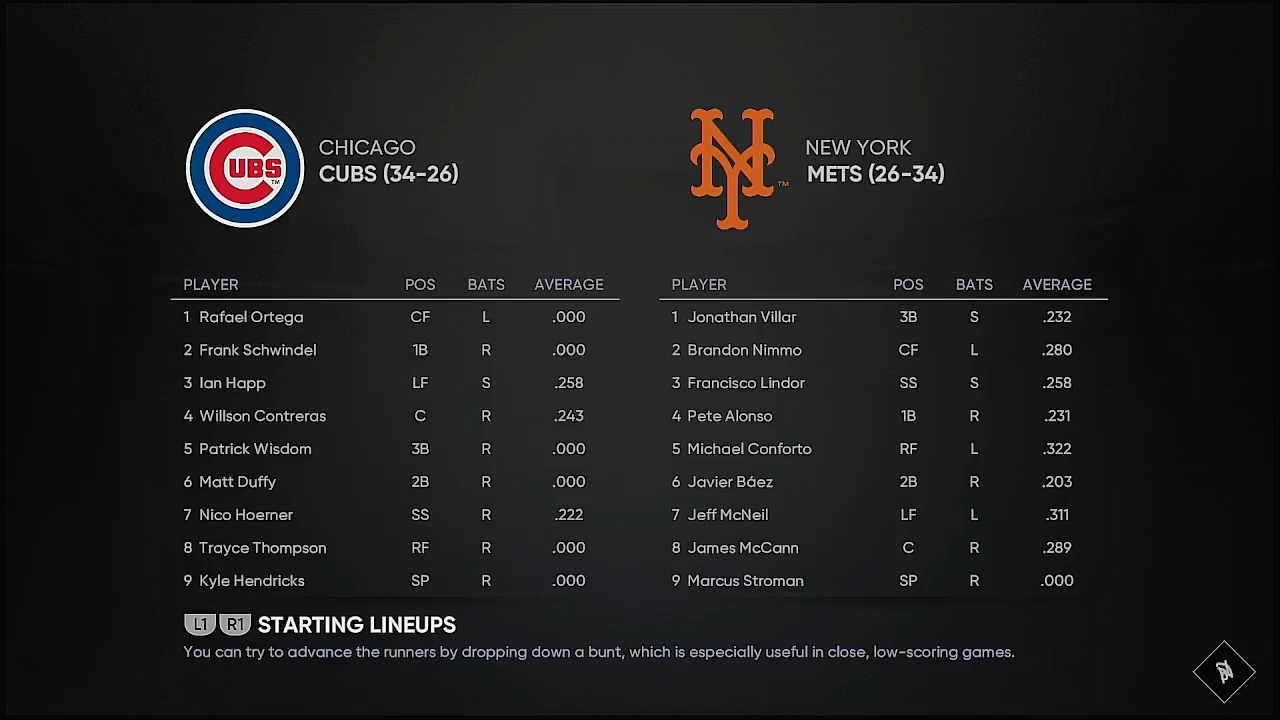 UBS
TM
CHICAGO
CUBS (34-26)
NY
TM
NEW YORK
METS (26-34)
PLAYER POS BATS AVERAGE
1 Rafael Ortega CF L .000
2 Frank Schwindel 1B R .000
3 Ian Happ LF S .258
4 Willson Contreras C R .243
5 Patrick Wisdom 3B R .000
6 Matt Duffy 2B R .000
7 Nico Hoerner SS R .222
8 Trayce Thompson RF R .000
9 Kyle Hendricks SP R .000
PLAYER POS BATS AVERAGE
1 Jonathan Villar 3B S .232
2 Brandon Nimmo CF L .280
3 Francisco Lindor SS S .258
4 Pete Alonso 1B R .231
5 Michael Conforto RF L .322
6 Javier Báez 2B R .203
7 Jeff McNeil LF L .311
8 James McCann C R .289
9 Marcus Stroman SP R .000
L1 R1 STARTING LINEUPS
You can try to advance the runners by dropping down a bunt, which is especially useful in close, low-scoring games.